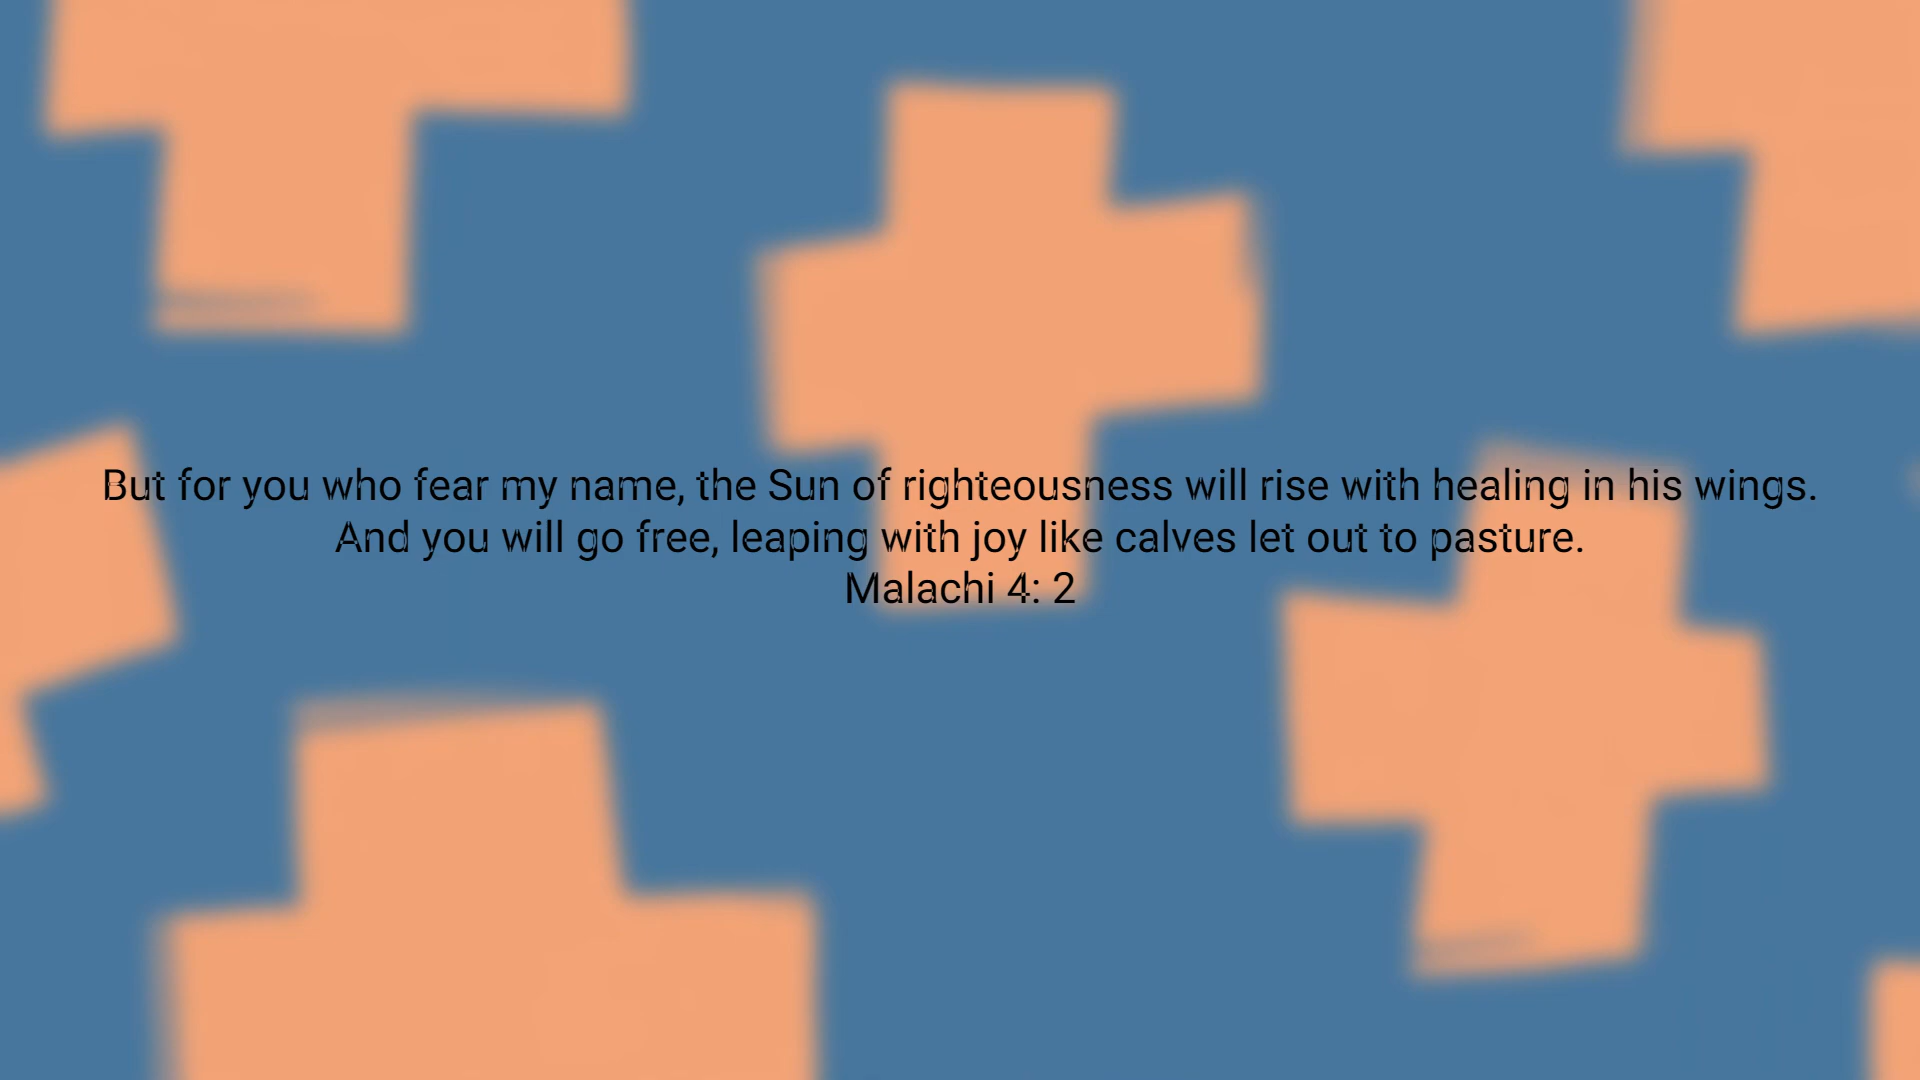 But for you who fear my name, the Sun of righteousness will rise with healing in his wings.
And you will go free, leaping with joy like calves let out to pasture.
Malachi 4: 2